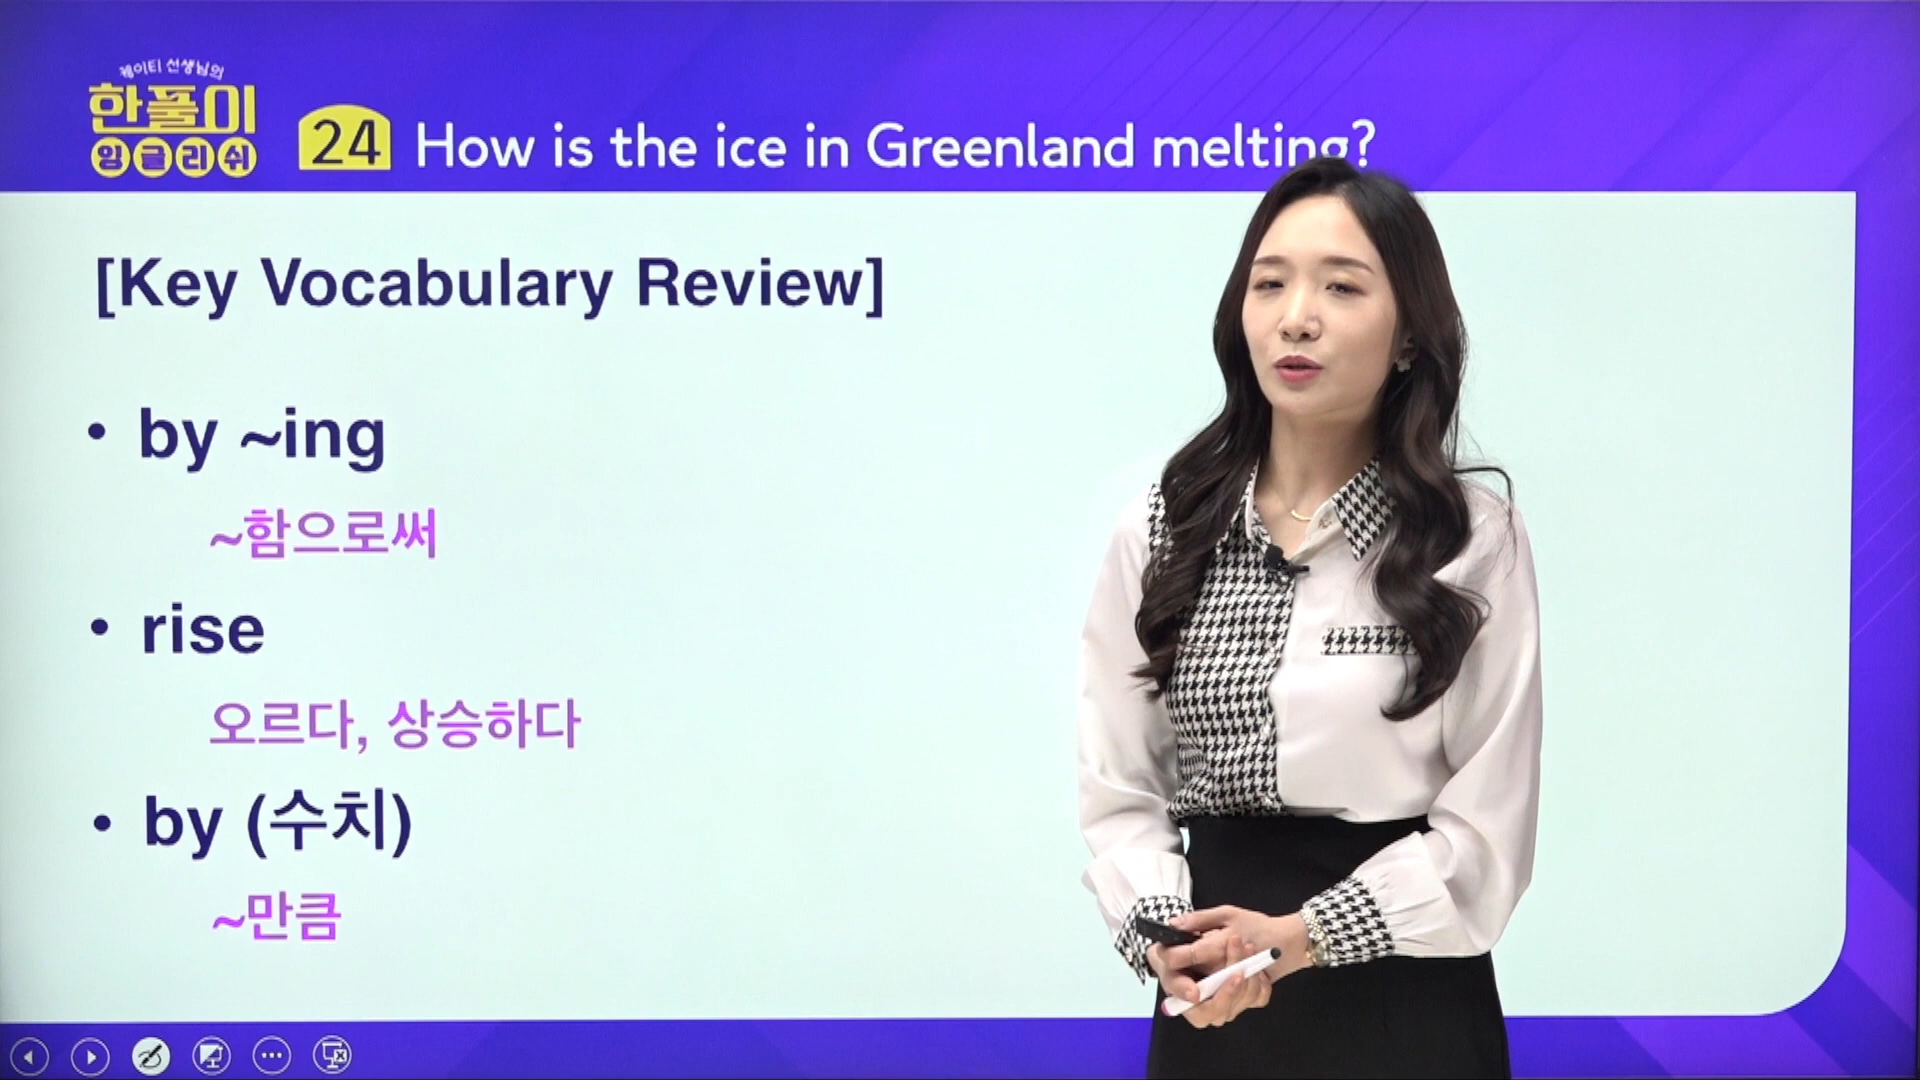 케이티 선생님의
한풀이
잉글리쉬
24 How is the ice in Greenland melting?
[Key Vocabulary Review]
• by ~ing
~함으로써
• rise
오르다, 상승하다
• by (수치)
~만큼